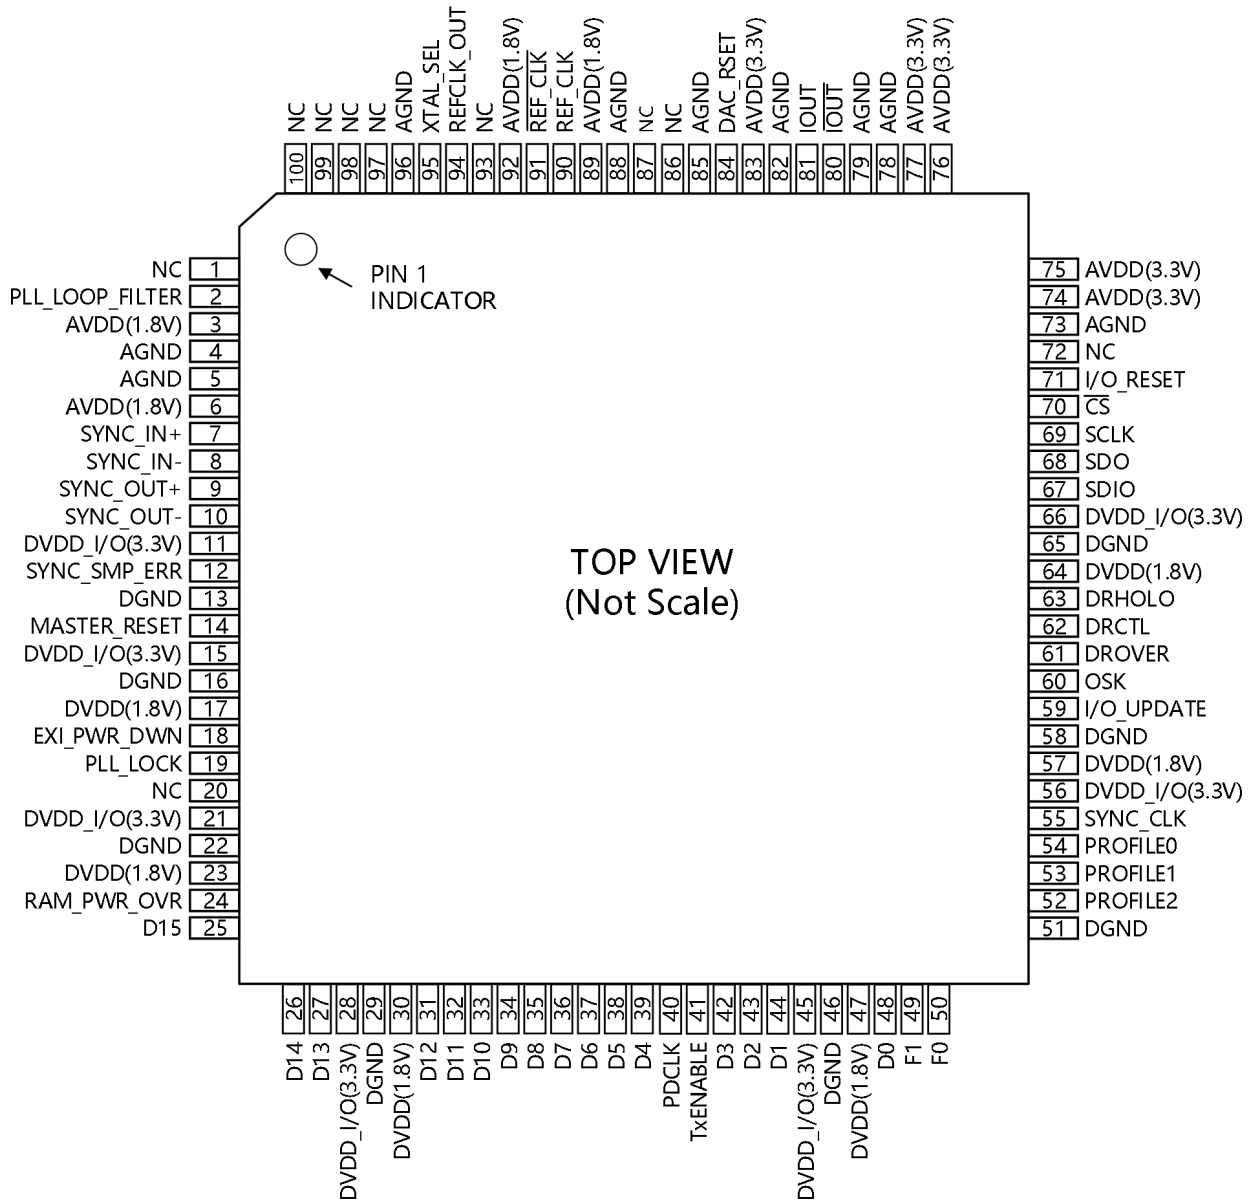 NC
NC
NC
NC
AGND
XTAL_SEL
REFCLK_OUT
NC
AVDD(1.8V)
REF_CLK
REF_CLK
AVDD(1.8V)
AGND
NC
NC
AGND
DAC_RSET
AVDD(3.3V)
AGND
IOUT
IOUT
AGND
AGND
AVDD(3.3V)
AVDD(3.3V)
100
99
98
97
96
95
94
93
92
91
90
89
88
87
86
85
84
83
82
81
80
79
78
77
76
PIN 1
INDICATOR
NC 1
PLL_LOOP_FILTER 2
AVDD(1.8V) 3
AGND 4
AGND 5
AVDD(1.8V) 6
SYNC_IN+ 7
SYNC_IN- 8
SYNC_OUT+ 9
SYNC_OUT- 10
DVDD_I/O(3.3V) 11
SYNC_SMP_ERR 12
DGND 13
MASTER_RESET 14
DVDD_I/O(3.3V) 15
DGND 16
DVDD(1.8V) 17
EXI_PWR_DWN 18
PLL_LOCK 19
NC 20
DVDD_I/O(3.3V) 21
DGND 22
DVDD(1.8V) 23
RAM_PWR_OVR 24
D15 25
TOP VIEW
(Not Scale)
75 AVDD(3.3V)
74 AVDD(3.3V)
73 AGND
72 NC
71 I/O_RESET
70 CS
69 SCLK
68 SDO
67 SDIO
66 DVDD_I/O(3.3V)
65 DGND
64 DVDD(1.8V)
63 DRHOLO
62 DRCTL
61 DROVER
60 OSK
59 I/O_UPDATE
58 DGND
57 DVDD(1.8V)
56 DVDD_I/O(3.3V)
55 SYNC_CLK
54 PROFILE0
53 PROFILE1
52 PROFILE2
51 DGND
26
27
28
29
30
31
32
33
34
35
36
37
38
39
40
41
42
43
44
45
46
47
48
49
50
D14
D13
DVDD_I/O(3.3V)
DGND
DVDD(1.8V)
D12
D11
D10
D9
D8
D7
D6
D5
D4
PDCLK
TxENABLE
D3
D2
D1
DVDD_I/O(3.3V)
DGND
DVDD(1.8V)
D0
F1
F0